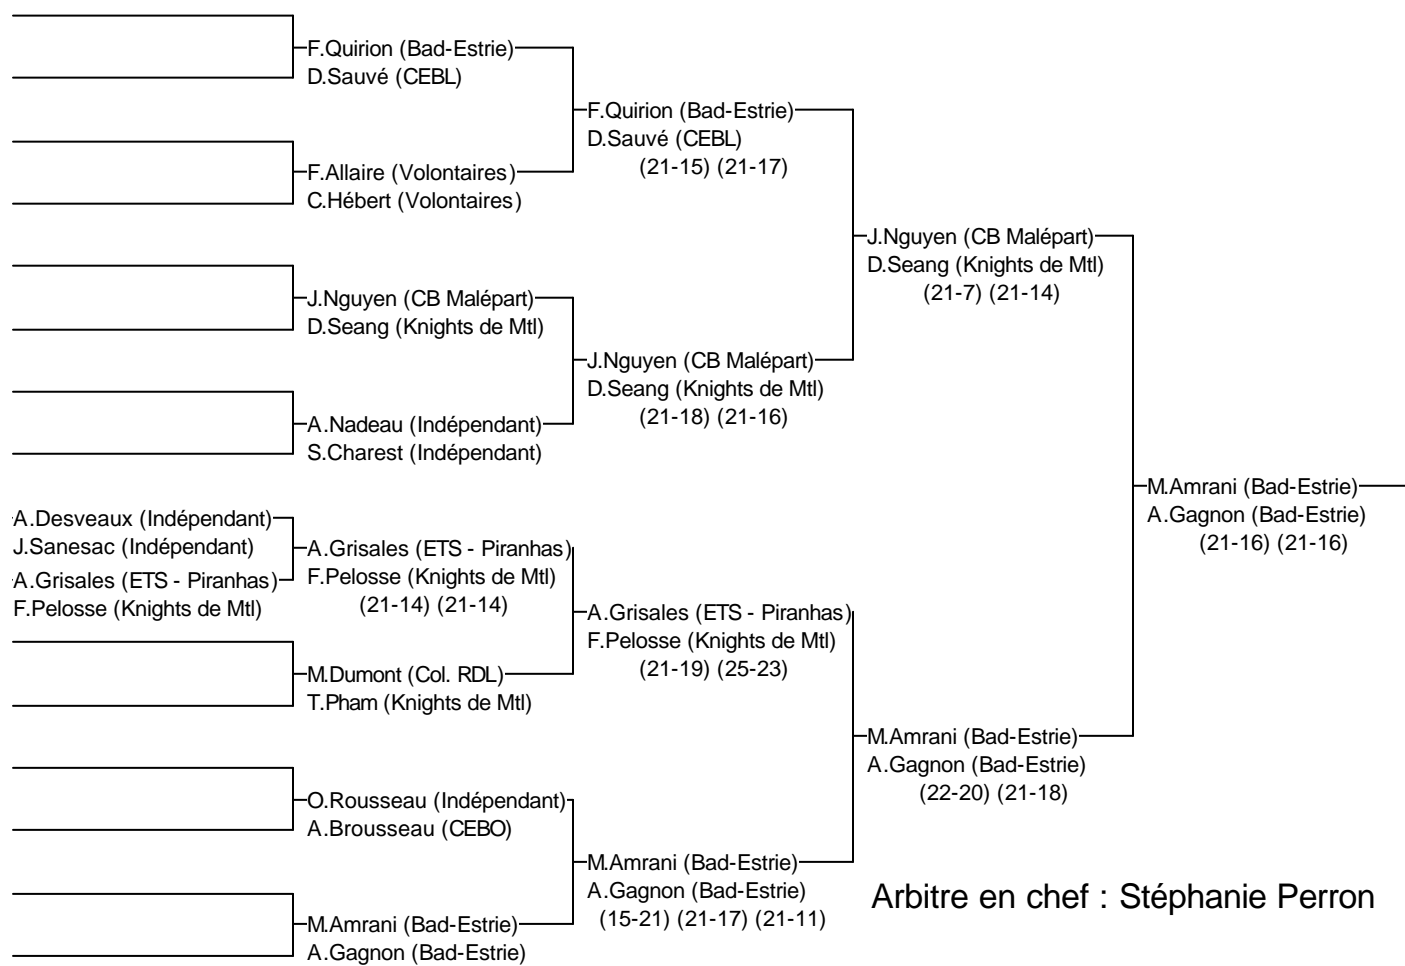 F.Quirion (Bad-Estrie)
D.Sauvé (CEBL)
F.Quirion (Bad-Estrie)
D.Sauvé (CEBL)
(21-15) (21-17)
F.Allaire (Volontaires)
C.Hébert (Volontaires)
J.Nguyen (CB Malépart)
D.Seang (Knights de Mtl)
(21-7) (21-14)
J.Nguyen (CB Malépart)
D.Seang (Knights de Mtl)
J.Nguyen (CB Malépart)
D.Seang (Knights de Mtl)
(21-18) (21-16)
A.Nadeau (Indépendant)
S.Charest (Indépendant)
M.Amrani (Bad-Estrie)
A.Gagnon (Bad-Estrie)
(21-16) (21-16)
A.Desveaux (Indépendant)
J.Sanesac (Indépendant)
A.Grisales (ETS - Piranhas)
F.Pelosse (Knights de Mtl)
(21-14) (21-14)
A.Grisales (ETS - Piranhas)
F.Pelosse (Knights de Mtl)
A.Grisales (ETS - Piranhas)
F.Pelosse (Knights de Mtl)
(21-19) (25-23)
M.Dumont (Col. RDL)
T.Pham (Knights de Mtl)
M.Amrani (Bad-Estrie)
A.Gagnon (Bad-Estrie)
(22-20) (21-18)
O.Rousseau (Indépendant)
A.Brousseau (CEBO)
M.Amrani (Bad-Estrie)
A.Gagnon (Bad-Estrie)
(15-21) (21-17) (21-11)
Arbitre en chef : Stéphanie Perron
M.Amrani (Bad-Estrie)
A.Gagnon (Bad-Estrie)